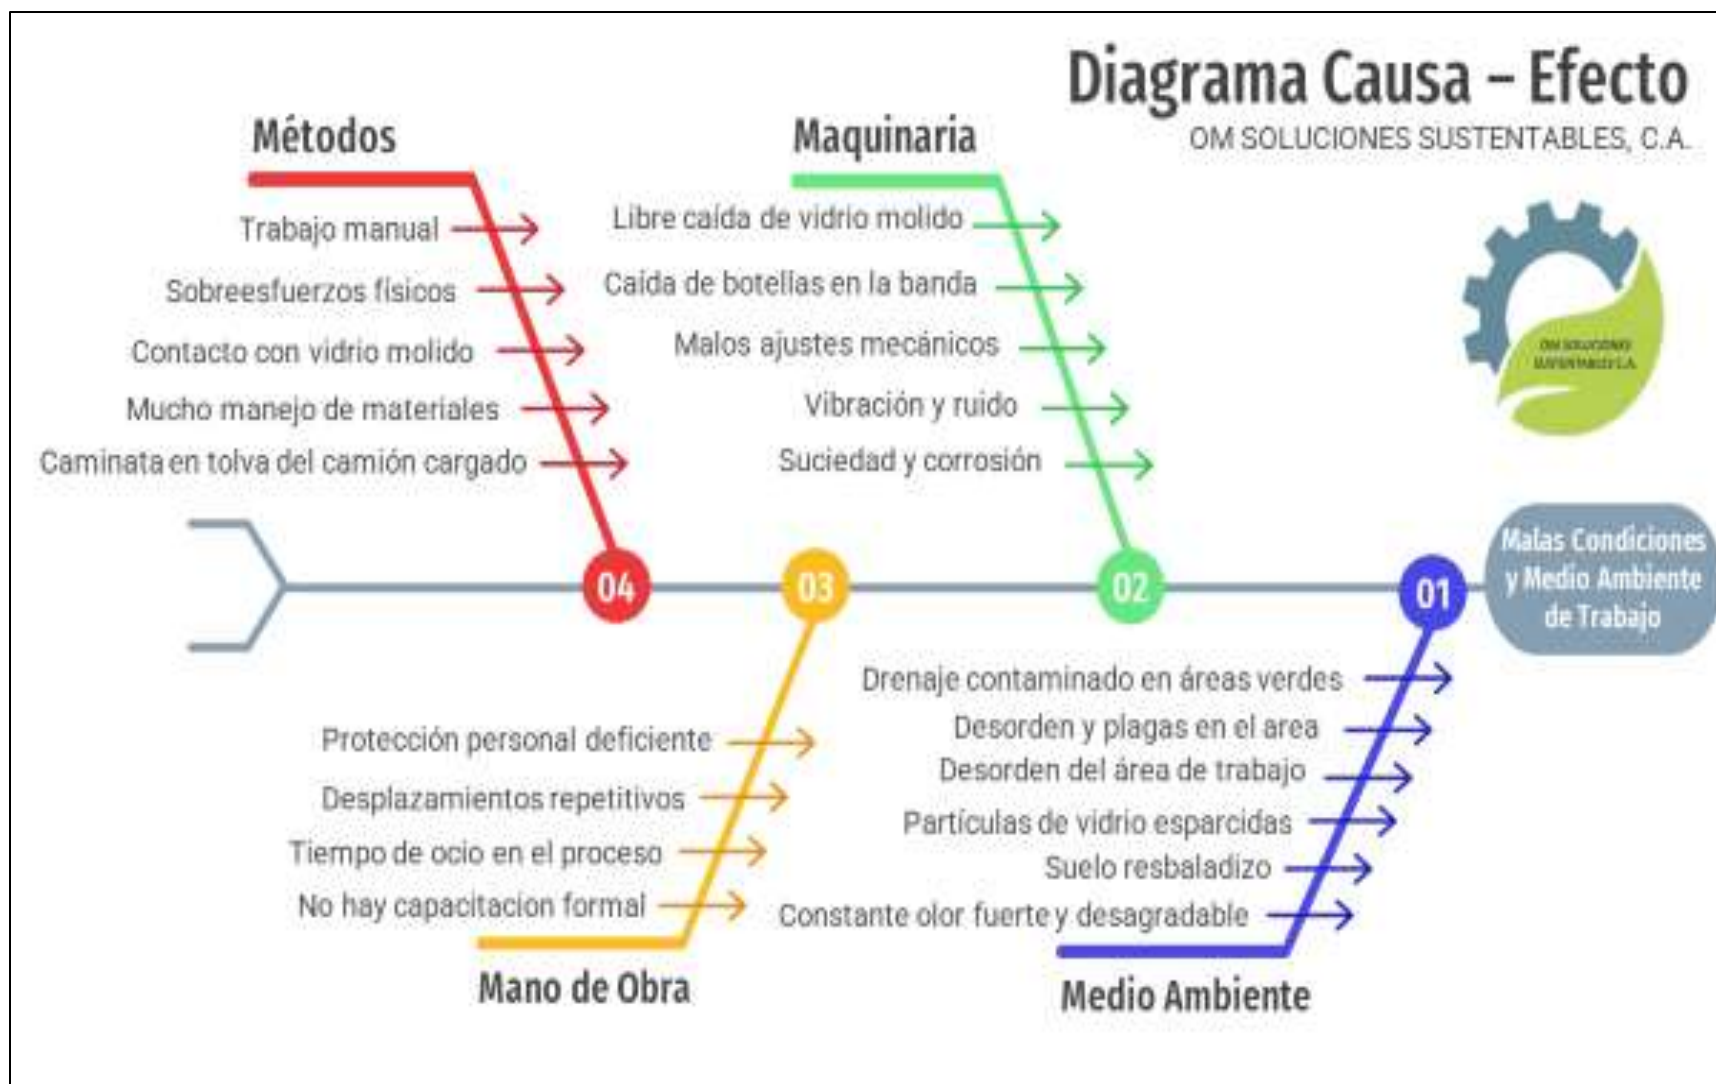 Diagrama Causa – Efecto
OM SOLUCIONES SUSTENTABLES, C.A.
Métodos
Trabajo manual
Sobreesfuerzos físicos
Contacto con vidrio molido
Mucho manejo de materiales
Caminata en tolva del camión cargado
Maquinaria
Libre caída de vidrio molido
Caída de botellas en la banda
Malos ajustes mecánicos
Vibración y ruido
Suciedad y corrosión
OM SOLUCIONES
SUSTENTABLES C.A.
04
03
02
01
Malas Condiciones
y Medio Ambiente
de Trabajo
Protección personal deficiente
Desplazamientos repetitivos
Tiempo de ocio en el proceso
No hay capacitacion formal
Mano de Obra
Drenaje contaminado en áreas verdes
Desorden y plagas en el area
Desorden del área de trabajo
Partículas de vidrio esparcidas
Suelo resbaladizo
Constante olor fuerte y desagradable
Medio Ambiente